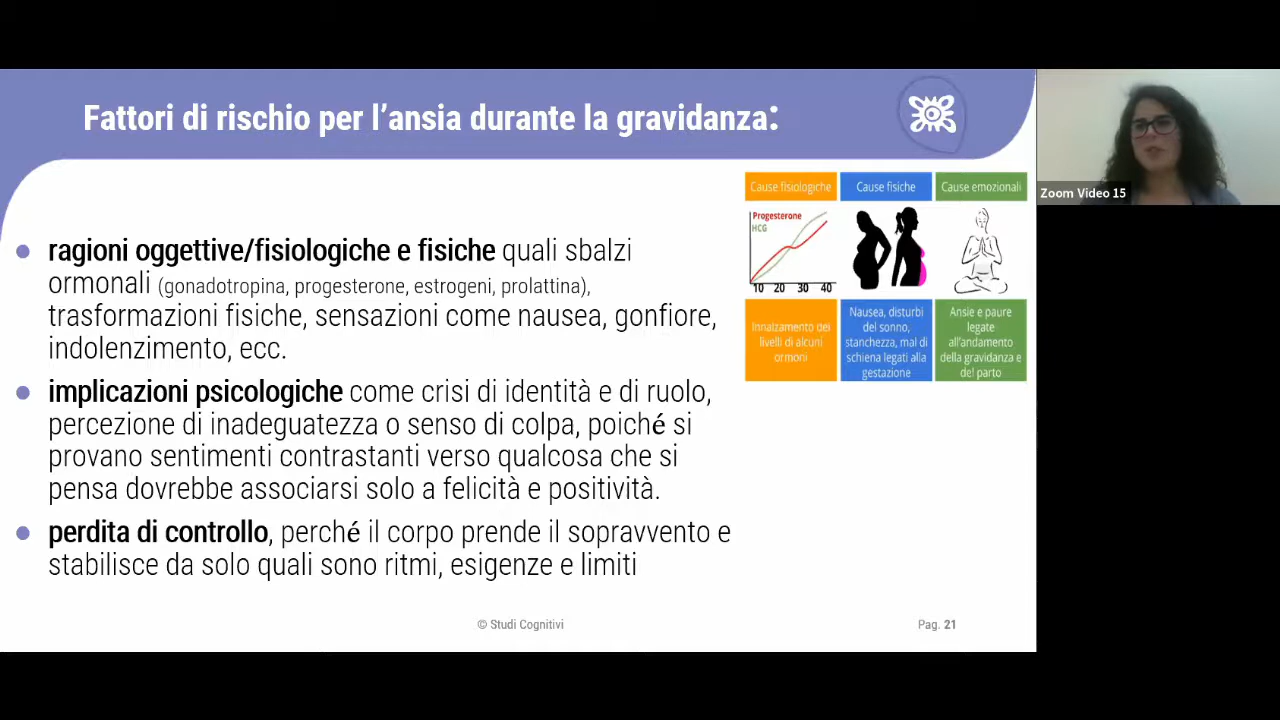 Fattori di rischio per l'ansia durante la gravidanza:
ragioni oggettive/fisiologiche e fisiche quali sbalzi
ormonali (gonadotropina, progesterone, estrogeni, prolattina),
trasformazioni fisiche, sensazioni come nausea, gonfiore,
indolenzimento, ecc.
implicazioni psicologiche come crisi di identità e di ruolo,
percezione di inadeguatezza o senso di colpa, poiché si
provano sentimenti contrastanti verso qualcosa che si
pensa dovrebbe associarsi solo a felicità e positività.
perdita di controllo, perché il corpo prende il sopravvento e
stabilisce da solo quali sono ritmi, esigenze e limiti
Cause fisiologiche
Progesterone
HCG
10 20 30 40
Innalzamento dei
livelli di alcuni
ormoni
Cause fisiche
Nausea, disturbi
del sonno,
stanchezza, mal di
schiena legati alla
gestazione
Cause emozionali
Ansie e paure
legate
all'andamento
della gravidanza e
del parto
© Studi Cognitivi
Pag. 21
Zoom Video 15